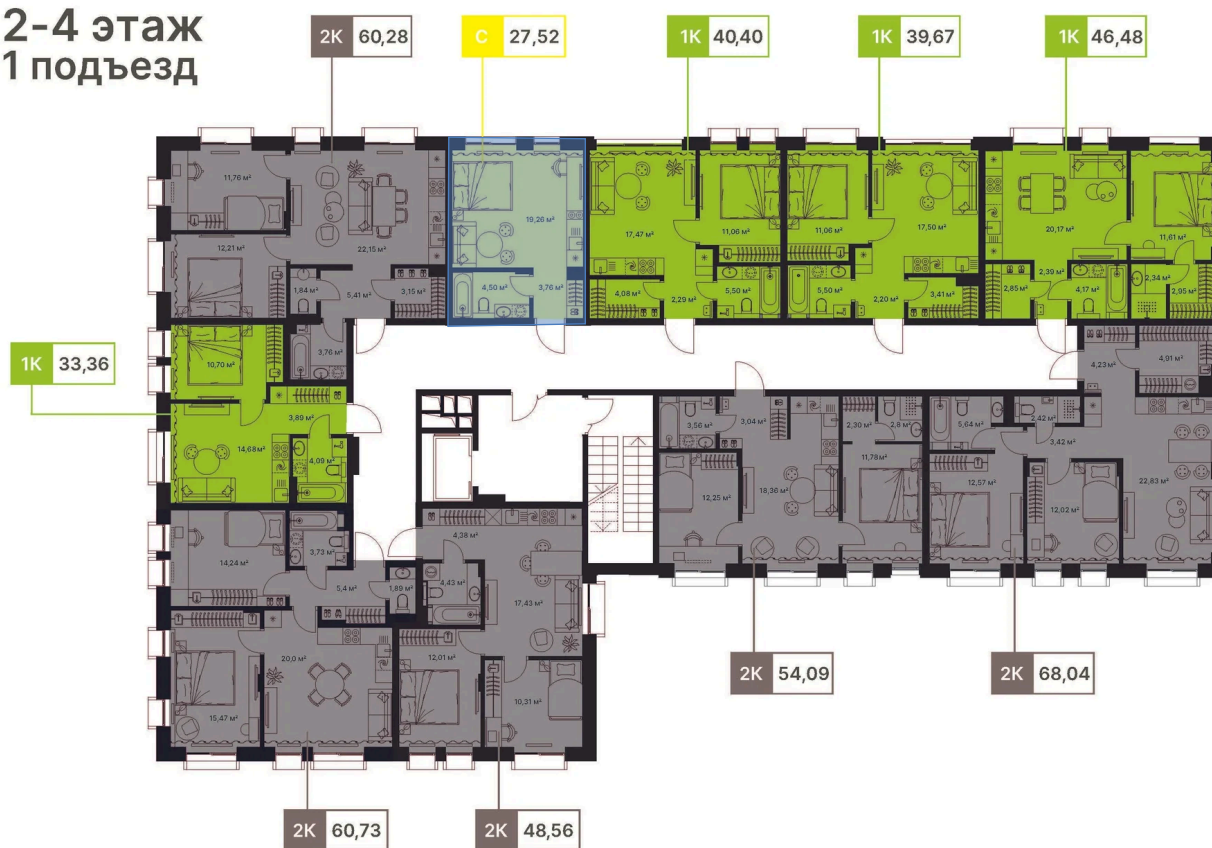 2-4 этаж
1 подъезд
2К 60,28
С 27,52
1К 40,40
1К 39,67
1К 46,48
11,76 м²
12,21 м²
22,15 м²
1,84 м²
5,41 м²
3,15 м²
3,76 м²
19,26 м²
4,50 м²
3,76 м²
17,47 м²
11,06 м²
4,08 м²
2,29 м²
5,50 м²
11,06 м²
17,50 м²
5,50 м²
2,20 м²
3,41 м²
20,17 м²
11,61 м²
2,85 м²
2,39 м²
4,17 м²
2,34 м²
2,95 м²
1К 33,36
10,70 м²
3,89 м²
14,68 м²
4,09 м²
4,23 м²
4,91 м²
3,56 м²
3,04 м²
2,30 м²
2,8 м²
11,78 м²
12,25 м²
18,36 м²
5,64 м²
2,42 м²
3,42 м²
12,57 м²
12,02 м²
22,83 м²
14,24 м²
3,73 м²
5,4 м²
1,89 м²
20,0 м²
15,47 м²
4,38 м²
4,43 м²
17,43 м²
12,01 м²
10,31 м²
2К 54,09
2К 68,04
2К 60,73
2К 48,56